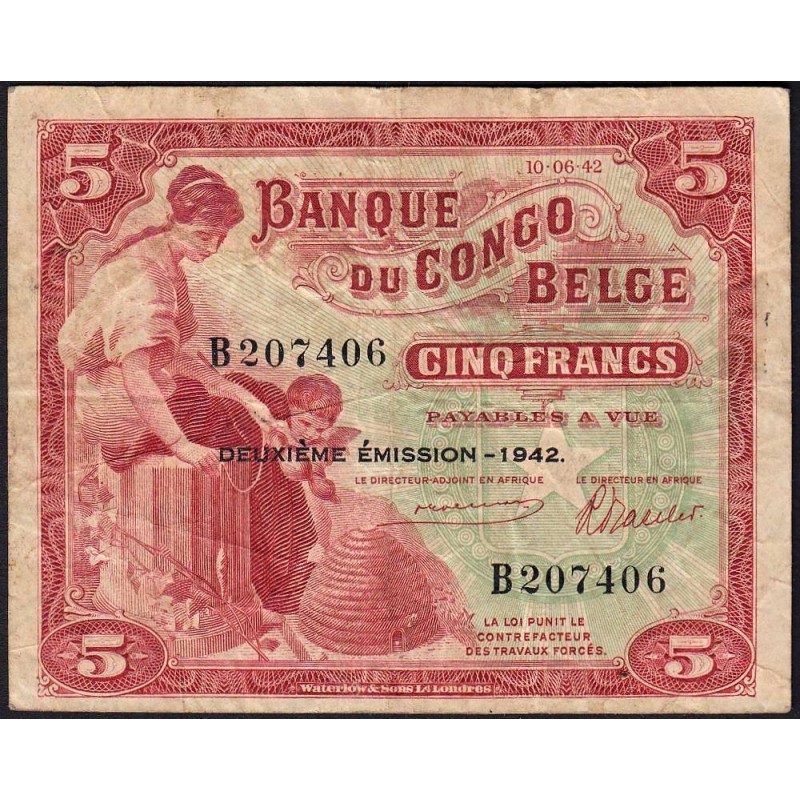 5
10-06-42
5
BANQUE
DU CONGO
BELGE
B207406
CINQ FRANCS
PAYABLES A VUE
DEUXIÈME ÉMISSION – 1942.
LE DIRECTEUR-ADJOINT EN AFRIQUE
LE DIRECTEUR EN AFRIQUE
B207406
LA LOI PUNIT LE
CONTREFACTEUR
DES TRAVAUX FORCÉS.
5
5
Waterlow & Sons Ld Londres